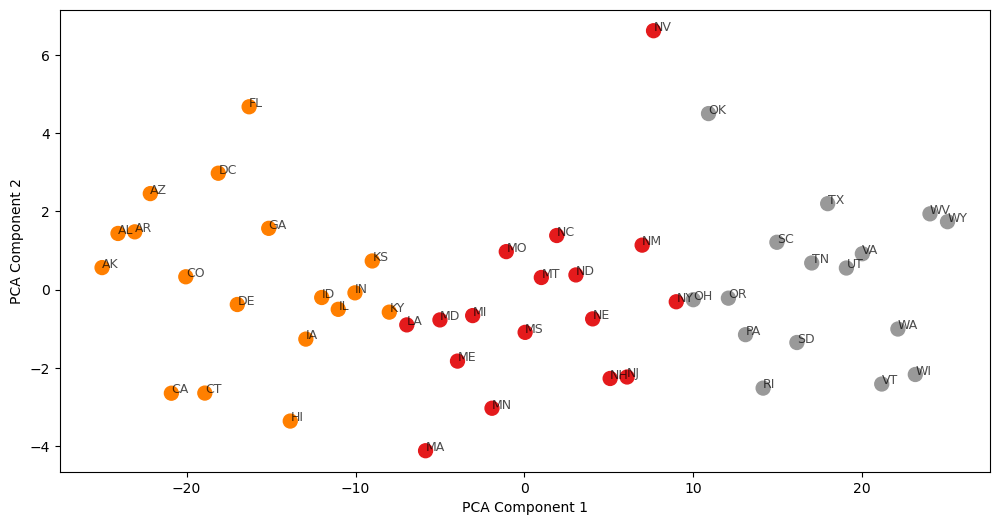 NV
6
FL
OK
4
DC
AZ
TX
2
WV
WY
AL
AR
GA
NC
SC
NM
MO
VA
KS
TN
AK
UT
CO
MT
ND
0
ID
IN
OR
OH
NY
DE
IL
KY
MI
MD
NE
LA
WA
MS
PA
IA
SD
ME
−2
WI
NJ
NH
VT
RI
CA
CT
MN
HI
−4
MA
−20
−10
0
10
20
PCA Component 1
PCA Component 2